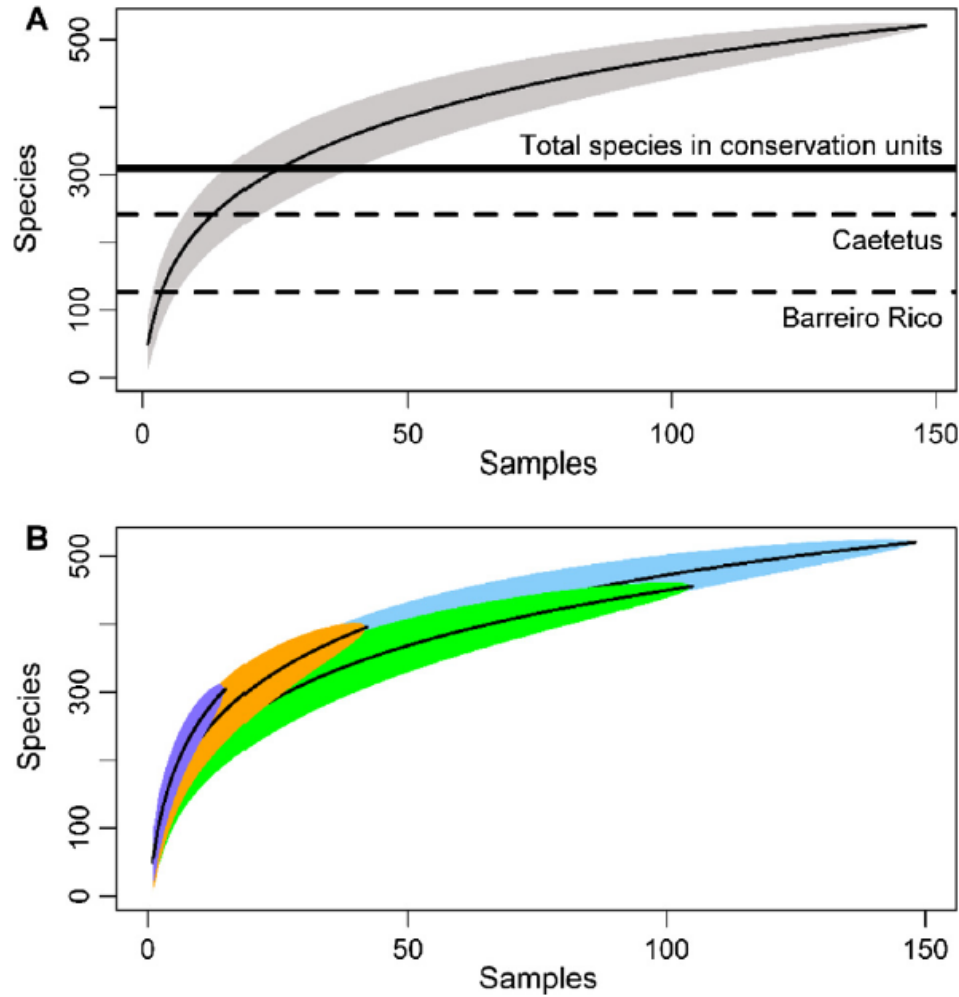 A
500
300
100
0
Species
Total species in conservation units
Caetetus
Barreiro Rico
0 50 100 150
Samples
B
500
300
100
0
Species
0 50 100 150
Samples